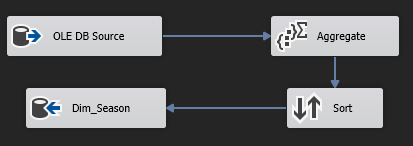 OLE DB Source
Aggregate
Sort
Dim_Season